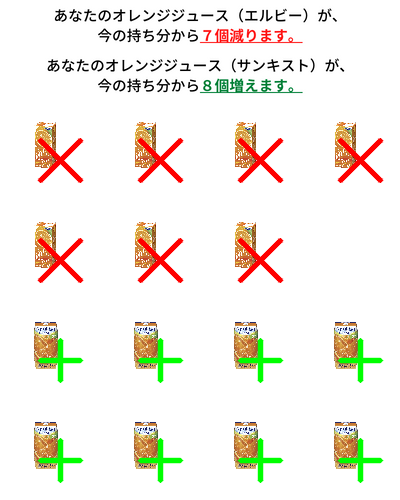 あなたのオレンジジュース（エルビー）が、
今の持ち分から７個減ります。
あなたのオレンジジュース（サンキスト）が、
今の持ち分から８個増えます。